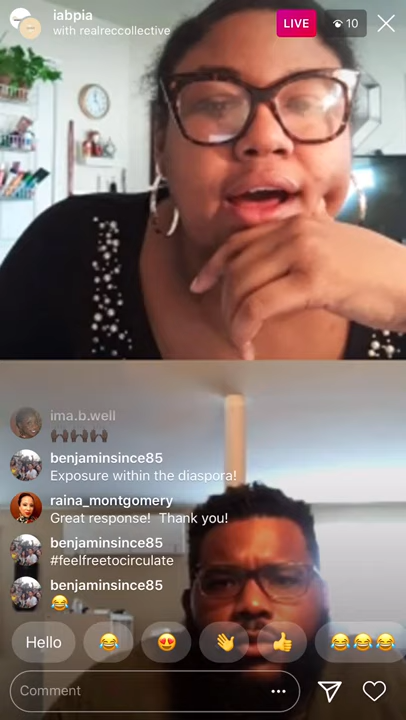 iabpia
with realreccollective
LIVE
10
ima.b.well
🙌🏿🙌🏿🙌🏿🙌🏿
benjaminsince85
Exposure within the diaspora!
raina_montgomery
Great response!  Thank you!
benjaminsince85
#feelfreetocirculate
benjaminsince85
😂
Hello
😂
😍
👋
👍
😂😂😂
Comment